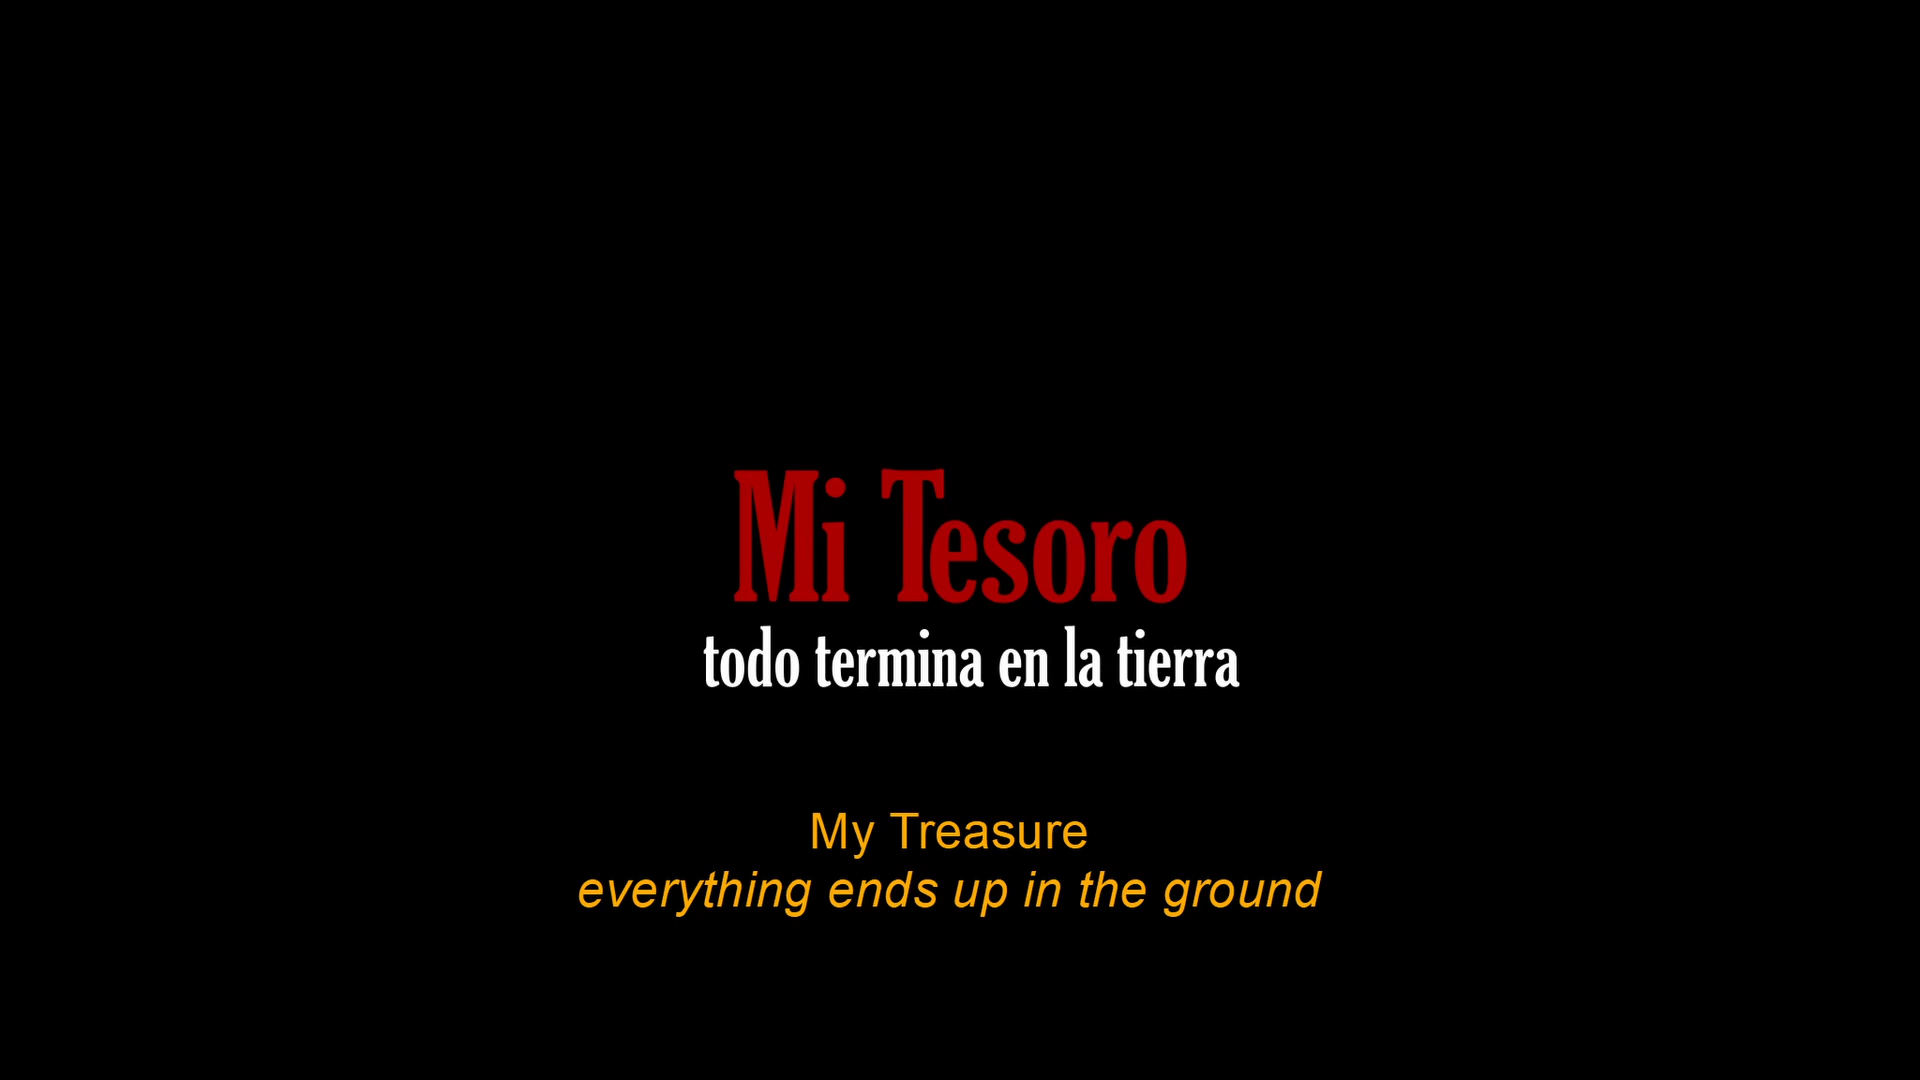 Mi Tesoro
todo termina en la tierra
My Treasure
everything ends up in the ground